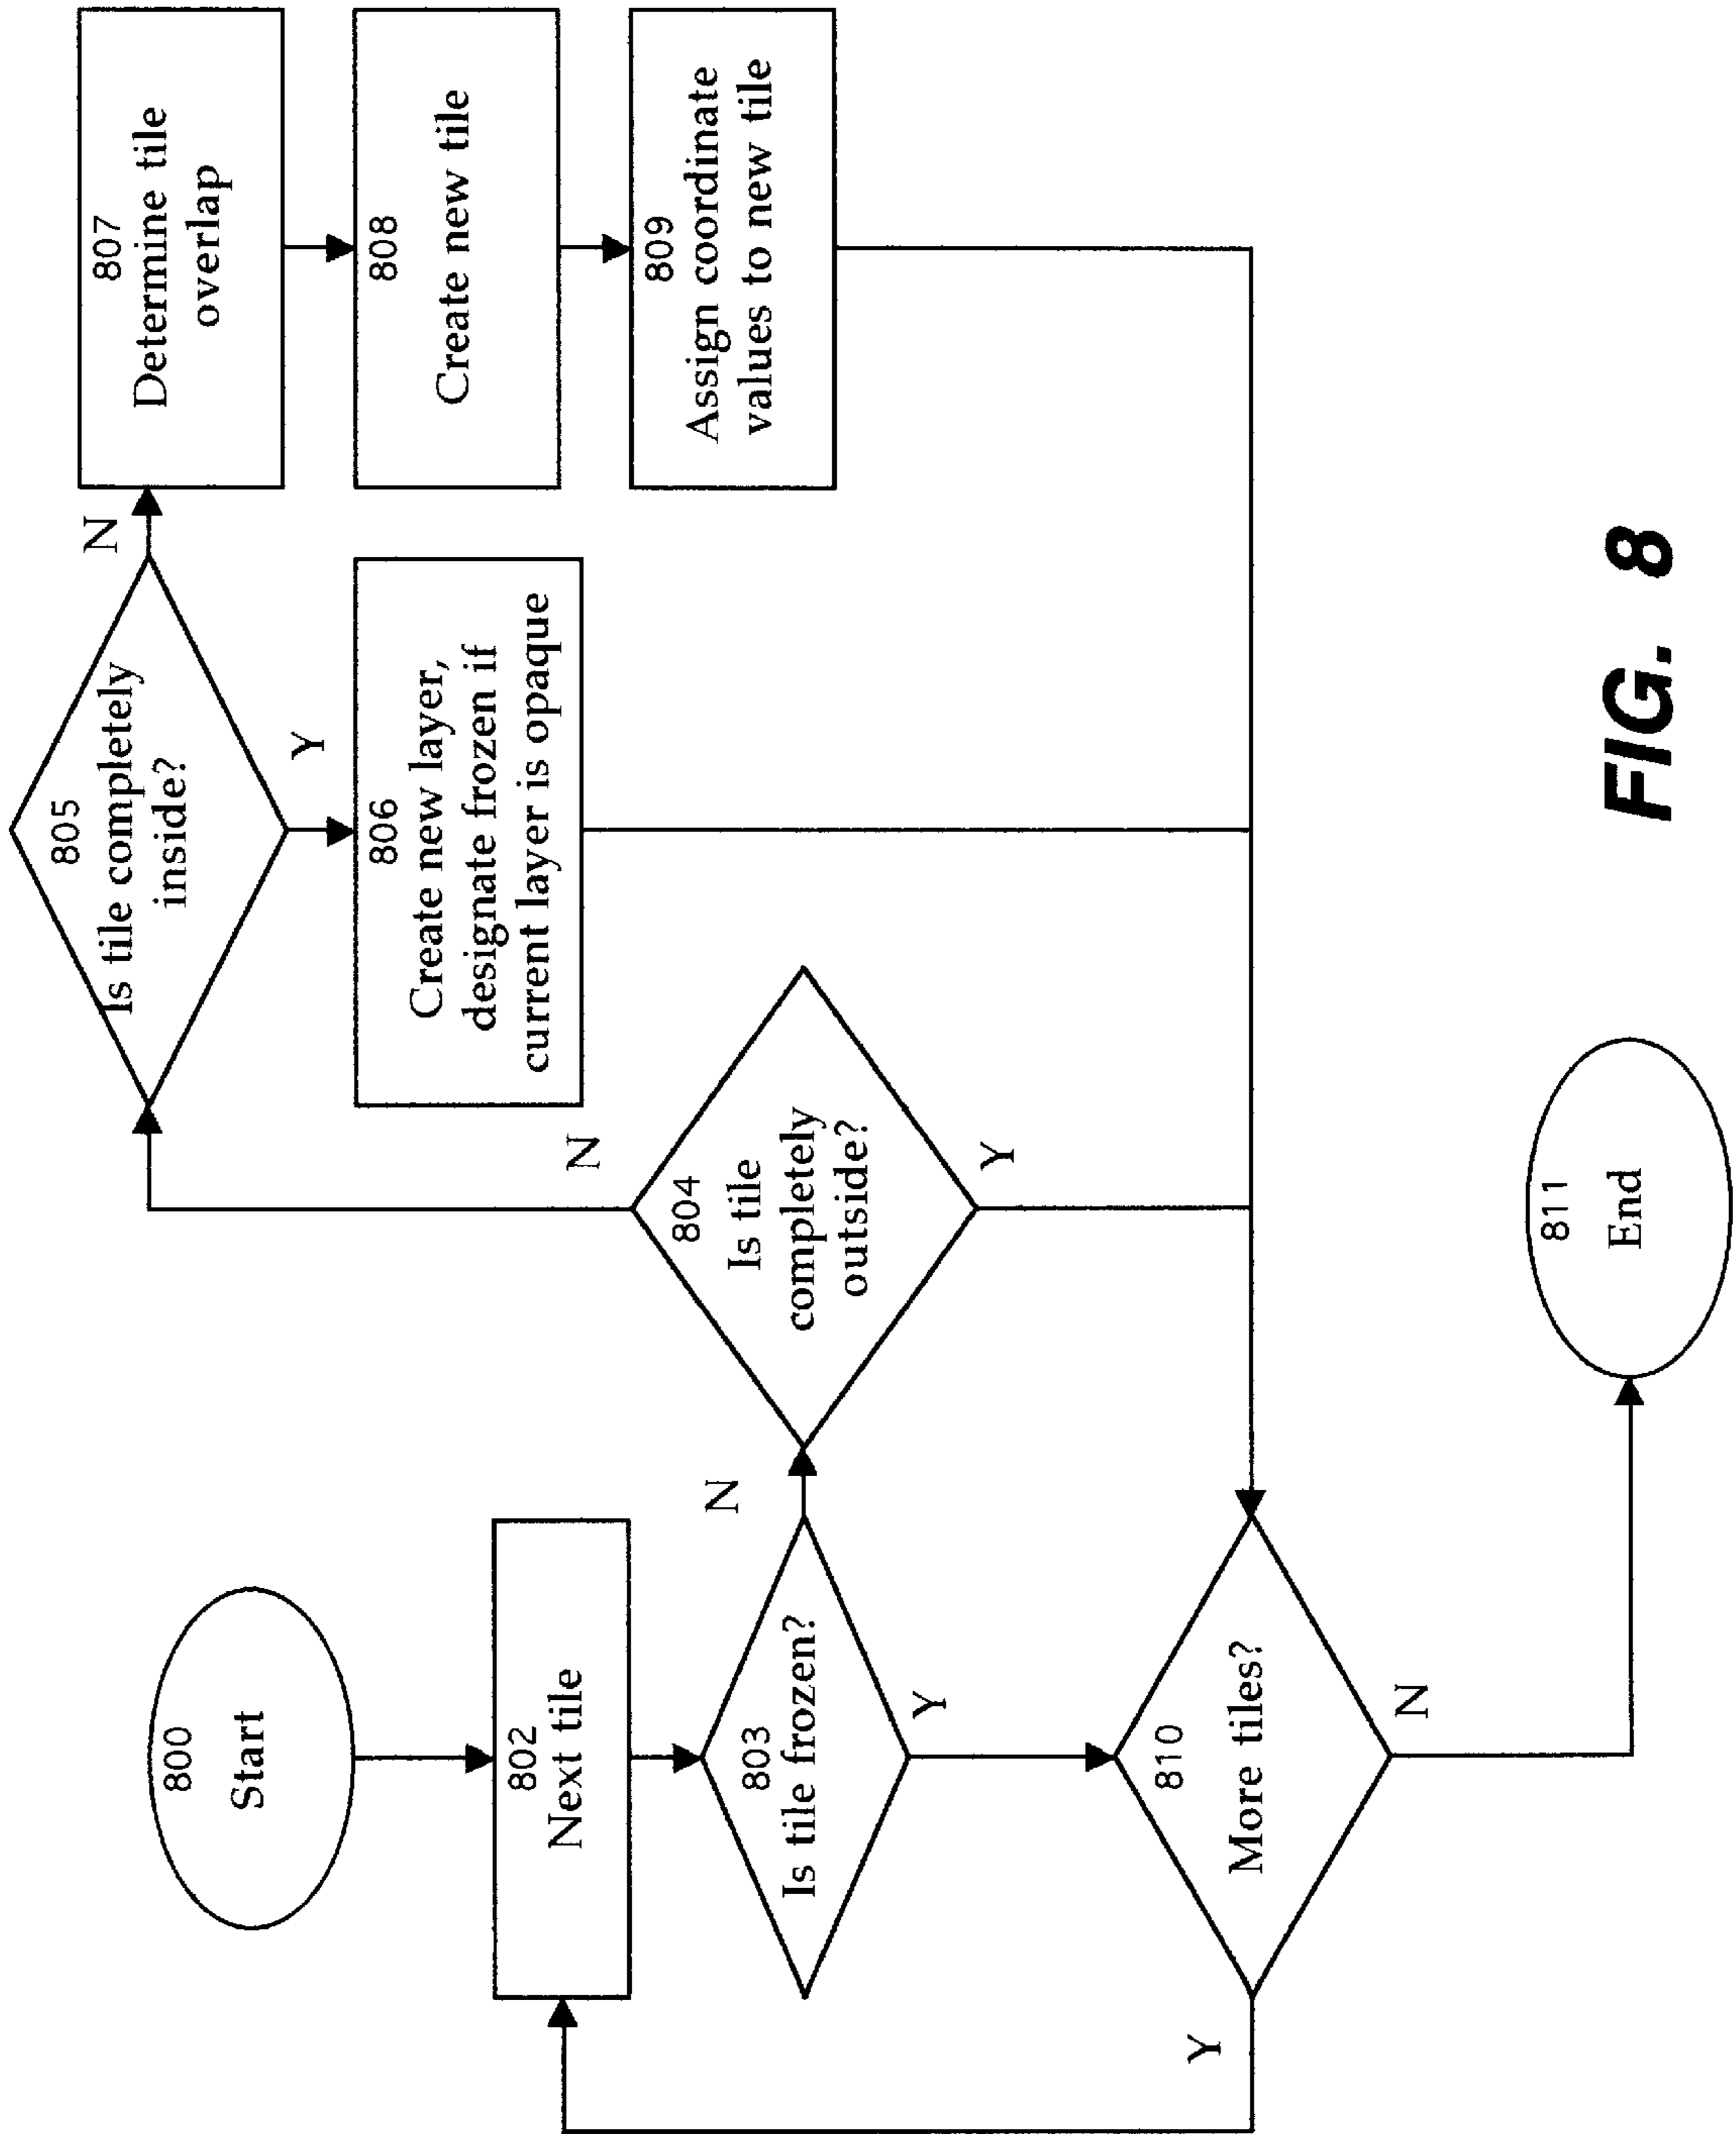 800
Start
802
Next tile
803
Is tile frozen?
N
Y
804
Is tile
completely
outside?
N
Y
805
Is tile completely
inside?
N
Y
806
Create new layer,
designate frozen if
current layer is opaque
807
Determine tile
overlap
808
Create new tile
809
Assign coordinate
values to new tile
810
More tiles?
Y
N
811
End
FIG. 8